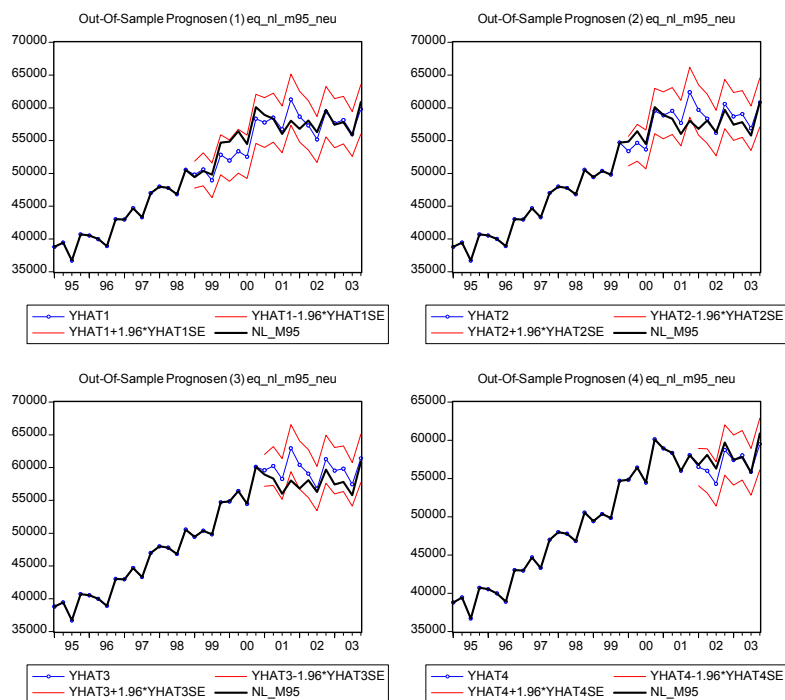 Out-Of-Sample Prognosen (1) eq_nl_m95_neu
70000
65000
60000
55000
50000
45000
40000
35000
95 96 97 98 99 00 01 02 03
YHAT1 YHAT1-1.96*YHAT1SE
YHAT1+1.96*YHAT1SE NL_M95
Out-Of-Sample Prognosen (2) eq_nl_m95_neu
70000
65000
60000
55000
50000
45000
40000
35000
95 96 97 98 99 00 01 02 03
YHAT2 YHAT2-1.96*YHAT2SE
YHAT2+1.96*YHAT2SE NL_M95
Out-Of-Sample Prognosen (3) eq_nl_m95_neu
70000
65000
60000
55000
50000
45000
40000
35000
95 96 97 98 99 00 01 02 03
YHAT3 YHAT3-1.96*YHAT3SE
YHAT3+1.96*YHAT3SE NL_M95
Out-Of-Sample Prognosen (4) eq_nl_m95_neu
65000
60000
55000
50000
45000
40000
35000
95 96 97 98 99 00 01 02 03
YHAT4 YHAT4-1.96*YHAT4SE
YHAT4+1.96*YHAT4SE NL_M95